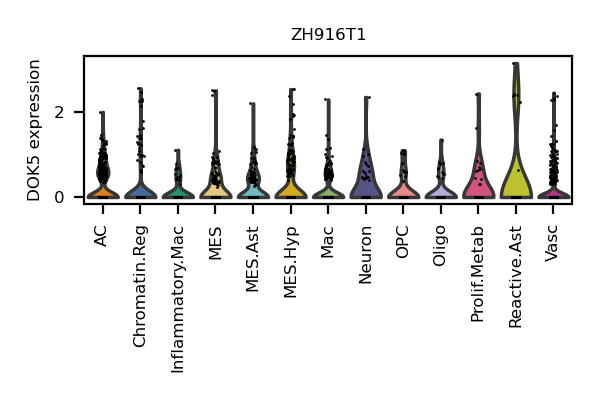 ZH916T1
DOK5 expression
2
0
AC
Chromatin.Reg
Inflammatory.Mac
MES
MES.Ast
MES.Hyp
Mac
Neuron
OPC
Oligo
Prolif.Metab
Reactive.Ast
Vasc